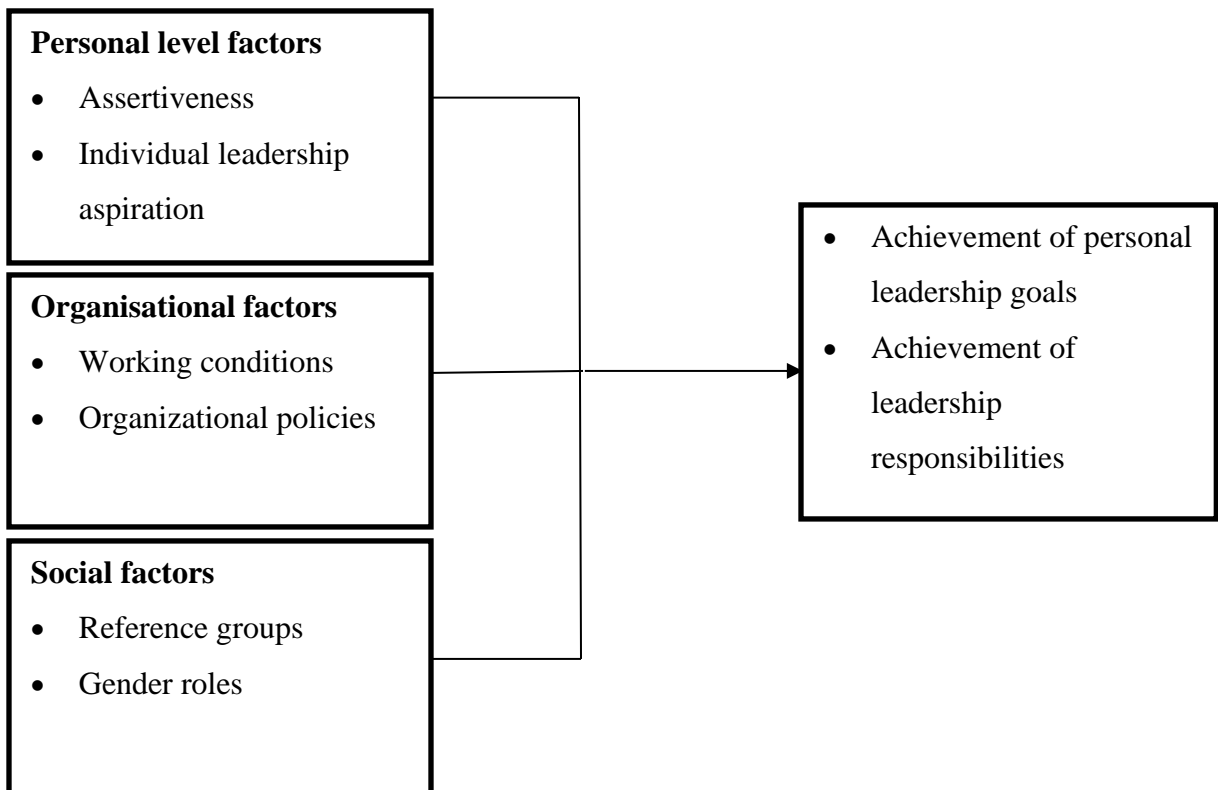 Personal level factors
• Assertiveness
• Individual leadership
aspiration
Organisational factors
• Working conditions
• Organizational policies
Social factors
• Reference groups
• Gender roles
• Achievement of personal
leadership goals
• Achievement of
leadership
responsibilities